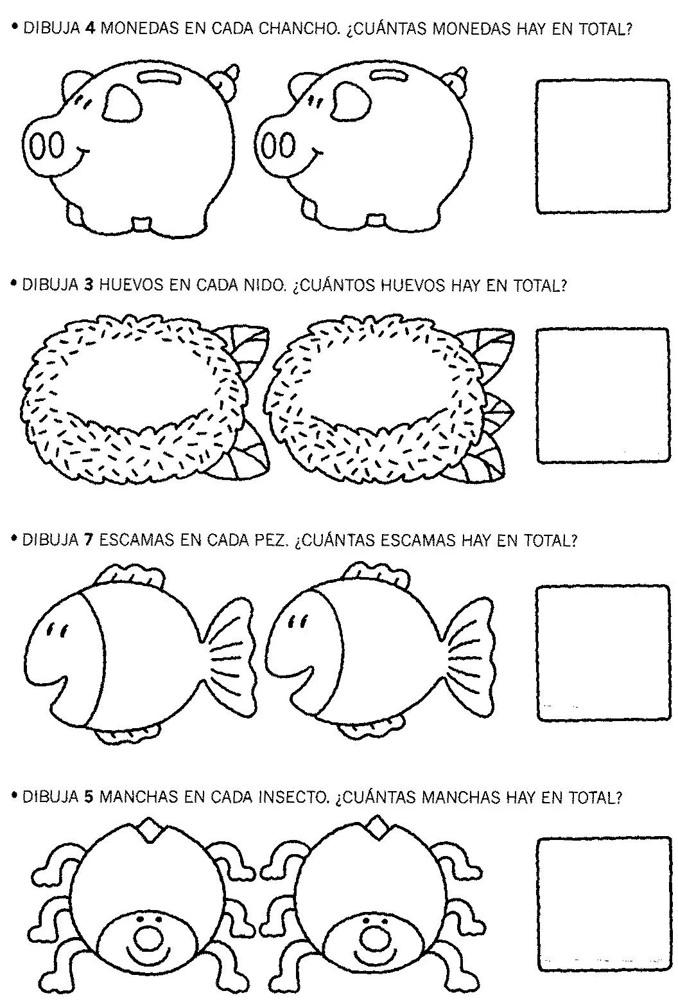 • DIBUJA 4 MONEDAS EN CADA CHANCHO. ¿CUÁNTAS MONEDAS HAY EN TOTAL?
• DIBUJA 3 HUEVOS EN CADA NIDO. ¿CUÁNTOS HUEVOS HAY EN TOTAL?
• DIBUJA 7 ESCAMAS EN CADA PEZ. ¿CUÁNTAS ESCAMAS HAY EN TOTAL?
• DIBUJA 5 MANCHAS EN CADA INSECTO. ¿CUÁNTAS MANCHAS HAY EN TOTAL?